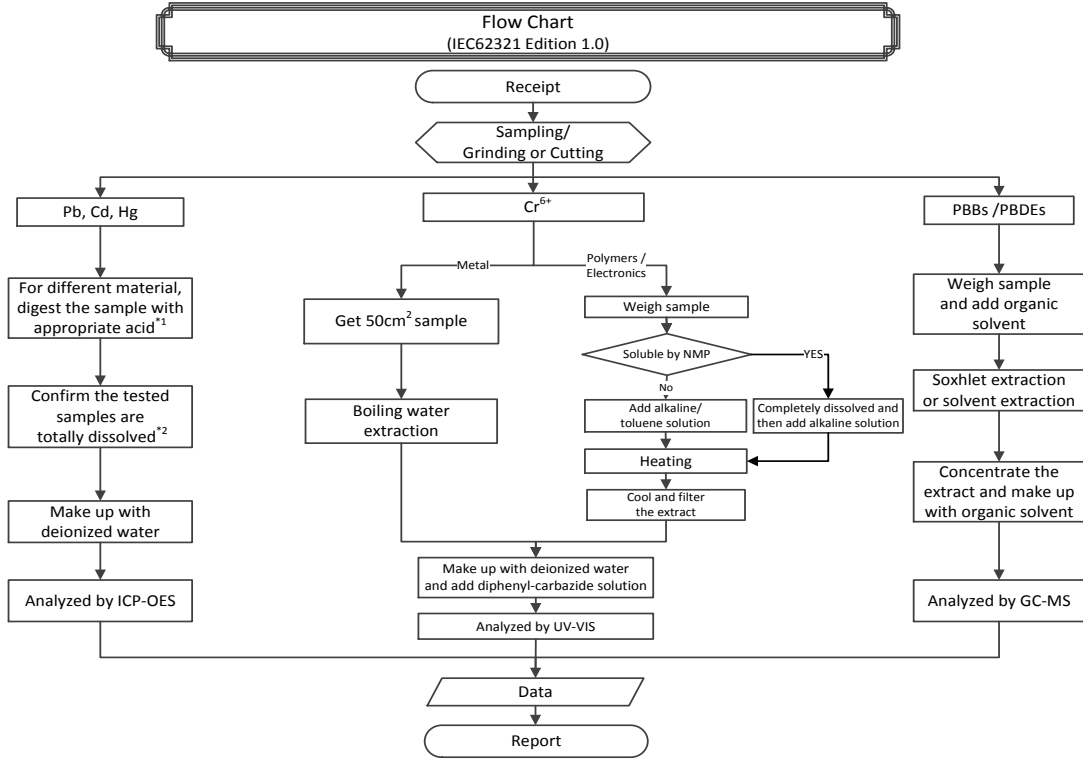 Flow Chart
(IEC62321 Edition 1.0)
Receipt
Sampling/
Grinding or Cutting
Pb, Cd, Hg
For different material,
digest the sample with
appropriate acid*1
Confirm the tested
samples are
totally dissolved*2
Make up with
deionized water
Analyzed by ICP-OES
Cr6+
Metal
Polymers /
Electronics
Get 50cm2 sample
Boiling water
extraction
Weigh sample
Soluble by NMP
YES
No
Add alkaline/
toluene solution
Completely dissolved and
then add alkaline solution
Heating
Cool and filter
the extract
Make up with deionized water
and add diphenyl-carbazide solution
Analyzed by UV-VIS
PBBs /PBDEs
Weigh sample
and add organic
solvent
Soxhlet extraction
or solvent extraction
Concentrate the
extract and make up
with organic solvent
Analyzed by GC-MS
Data
Report